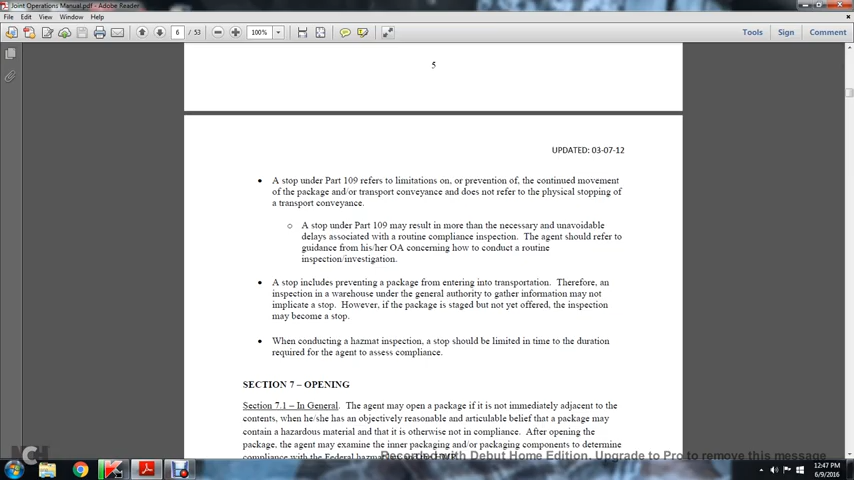 Joint Operations Manual.pdf - Adobe Reader
File Edit View Window Help
6 / 53 100% Tools Sign Comment
5
UPDATED: 03-07-12
• A stop under Part 109 refers to limitations on, or prevention of, the continued movement
of the package and/or transport conveyance and does not refer to the physical stopping of
a transport conveyance.
o A stop under Part 109 may result in more than the necessary and unavoidable
delays associated with a routine compliance inspection. The agent should refer to
guidance from his/her OA concerning how to conduct a routine
inspection/investigation.
• A stop includes preventing a package from entering into transportation. Therefore, an
inspection in a warehouse under the general authority to gather information may not
implicate a stop. However, if the package is staged but not yet offered, the inspection
may become a stop.
• When conducting a hazmat inspection, a stop should be limited in time to the duration
required for the agent to assess compliance.
SECTION 7 – OPENING
Section 7.1 – In General. The agent may open a package if it is not immediately adjacent to the
contents, when he/she has an objectively reasonable and articulable belief that a package may
contain a hazardous material and that it is otherwise not in compliance. After opening the
package, the agent may examine the inner packaging and/or packaging components to determine
compliance with the Federal hazmat
Recorded with Debut Home Edition. Upgrade to Pro to remove this message
NCH
12:47 PM
6/9/2016